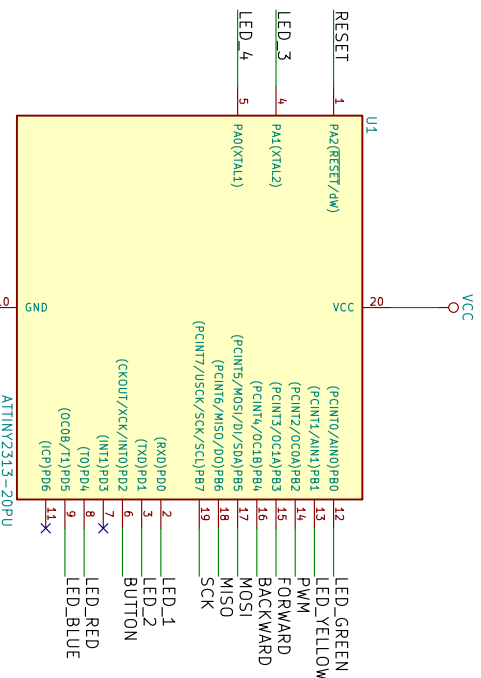 RESET
LED_3
LED_4
1
4
5
U1
PA2(RESET/dW)
PA1(XTAL2)
PA0(XTAL1)
VCC
20
VCC
GND
10
(PCINT0/AIN0)PB0
(PCINT1/AIN1)PB1
(PCINT2/OC0A)PB2
(PCINT3/OC1A)PB3
(PCINT4/OC1B)PB4
(PCINT5/MOSI/DI/SDA)PB5
(PCINT6/MISO/DO)PB6
(PCINT7/USCK/SCK/SCL)PB7
(RXD)PD0
(TXD)PD1
(CKOUT/XCK/INT0)PD2
(INT1)PD3
(T0)PD4
(OC0B/T1)PD5
(ICP)PD6
12
13
14
15
16
17
18
19
2
3
6
7
8
9
11
LED_GREEN
LED_YELLOW
PWM
FORWARD
BACKWARD
MOSI
MISO
SCK
LED_1
LED_2
BUTTON
LED_RED
LED_BLUE
ATTINY2313-20PU